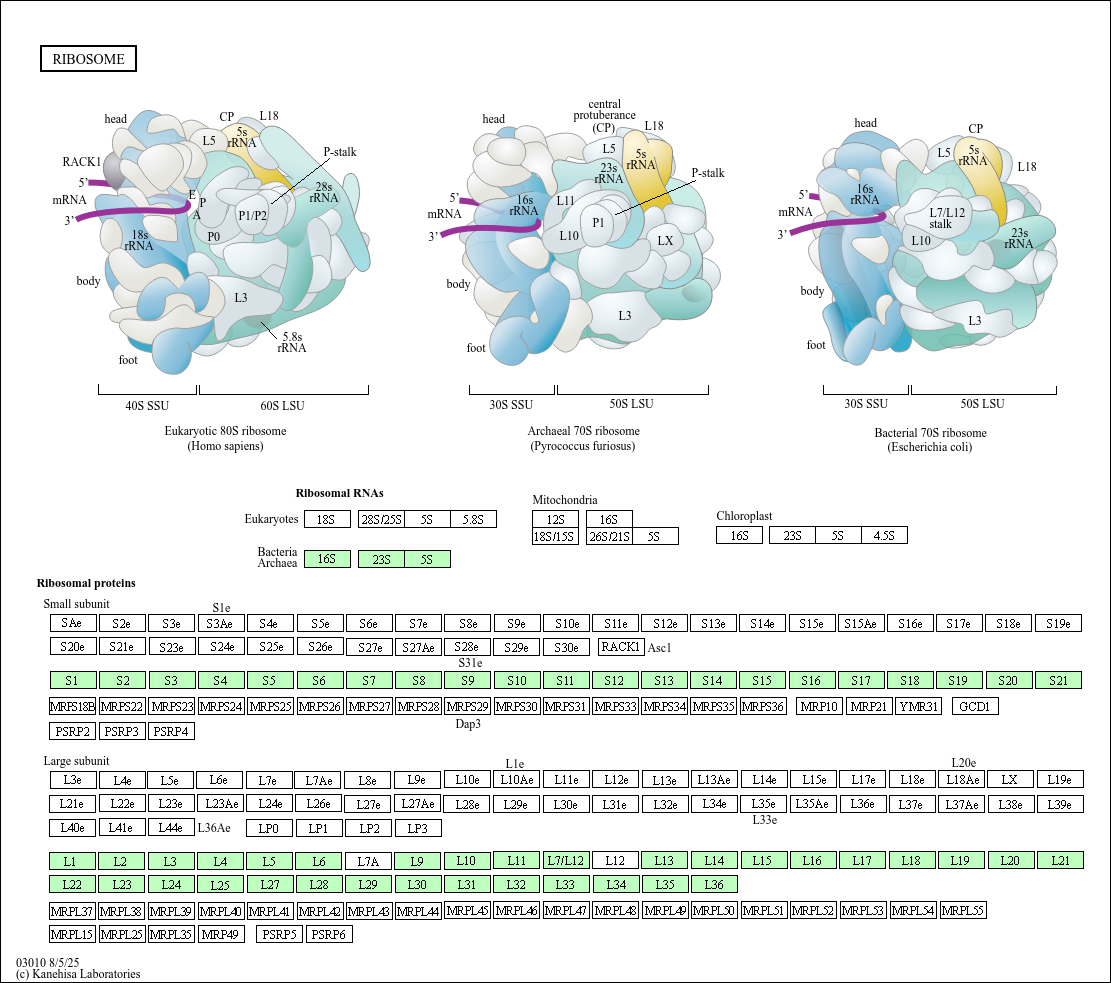 RIBOSOME
head
CP
L18
5s
rRNA
L5
P-stalk
RACK1
5’
mRNA
3’
E
P
A
P1/P2
28s
rRNA
P0
18s
rRNA
body
L3
5.8s
rRNA
foot
40S SSU
60S LSU
Eukaryotic 80S ribosome
(Homo sapiens)
head
central
protuberance
(CP)
L18
L5
5s
rRNA
23s
rRNA
P-stalk
5’
mRNA
3’
16s
rRNA
L11
P1
L10
LX
body
L3
foot
30S SSU
50S LSU
Archaeal 70S ribosome
(Pyrococcus furiosus)
head
CP
L5
5s
rRNA
L18
5’
mRNA
3’
16s
rRNA
L7/L12
stalk
L10
23s
rRNA
body
L3
foot
30S SSU
50S LSU
Bacterial 70S ribosome
(Escherichia coli)
Ribosomal RNAs
Eukaryotes 18S 28S/25S 5S 5.8S
Bacteria
Archaea
16S 23S 5S
Mitochondria
12S 16S
18S/15S 26S/21S 5S
Chloroplast
16S 23S 5S 4.5S
Ribosomal proteins
Small subunit
S1e
SAe S2e S3e S3Ae S4e S5e S6e S7e S8e S9e S10e S11e S12e S13e S14e S15e S15Ae S16e S17e S18e S19e
S20e S21e S23e S24e S25e S26e S27e S27Ae S28e S29e S30e RACK1 Asc1
S31e
S1 S2 S3 S4 S5 S6 S7 S8 S9 S10 S11 S12 S13 S14 S15 S16 S17 S18 S19 S20 S21
MRPS18B MRPS22 MRPS23 MRPS24 MRPS25 MRPS26 MRPS27 MRPS28 MRPS29 MRPS30 MRPS31 MRPS33 MRPS34 MRPS35 MRPS36 MRP10 MRP21 YMR31 GCD1
Dap3
PSRP2 PSRP3 PSRP4
Large subunit
L1e
L20e
L3e L4e L5e L6e L7e L7Ae L8e L9e L10e L10Ae L11e L12e L13e L13Ae L14e L15e L17e L18e L18Ae LX L19e
L21e L22e L23e L23Ae L24e L26e L27e L27Ae L28e L29e L30e L31e L32e L34e L35e L35Ae L36e L37e L37Ae L38e L39e
L33e
L40e L41e L44e L36Ae LP0 LP1 LP2 LP3
L1 L2 L3 L4 L5 L6 L7A L9 L10 L11 L7/L12 L12 L13 L14 L15 L16 L17 L18 L19 L20 L21
L22 L23 L24 L25 L27 L28 L29 L30 L31 L32 L33 L34 L35 L36
MRPL37 MRPL38 MRPL39 MRPL40 MRPL41 MRPL42 MRPL43 MRPL44 MRPL45 MRPL46 MRPL47 MRPL48 MRPL49 MRPL50 MRPL51 MRPL52 MRPL53 MRPL54 MRPL55
MRPL15 MRPL25 MRPL35 MRP49 PSRP5 PSRP6
03010 8/5/25
(c) Kanehisa Laboratories